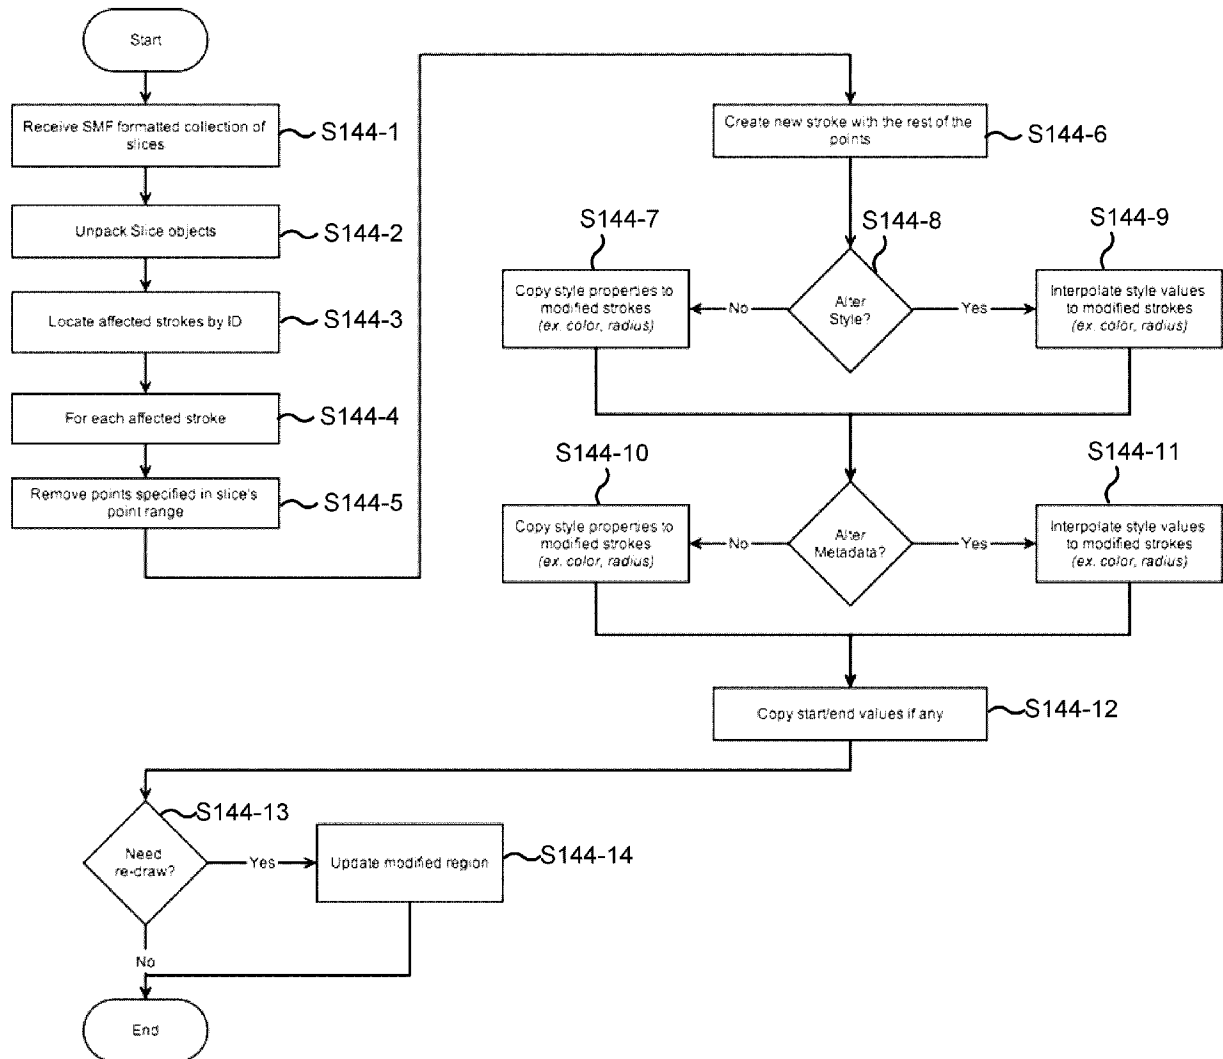 Start
Receive SMF formatted collection of
slices
S144-1
Unpack Slice objects
S144-2
Locate affected strokes by ID
S144-3
For each affected stroke
S144-4
Remove points specified in slice's
point range
S144-5
Create new stroke with the rest of the
points
S144-6
S144-7
S144-8
S144-9
Copy style properties to
modified strokes
(ex. color, radius)
No
Alter
Style?
Yes
Interpolate style values
to modified strokes
(ex. color, radius)
S144-10
S144-11
Copy style properties to
modified strokes
(ex. color, radius)
No
Alter
Metadata?
Yes
Interpolate style values
to modified strokes
(ex. color, radius)
Copy start/end values if any
S144-12
S144-13
Need
re-draw?
Yes
Update modified region
S144-14
No
End